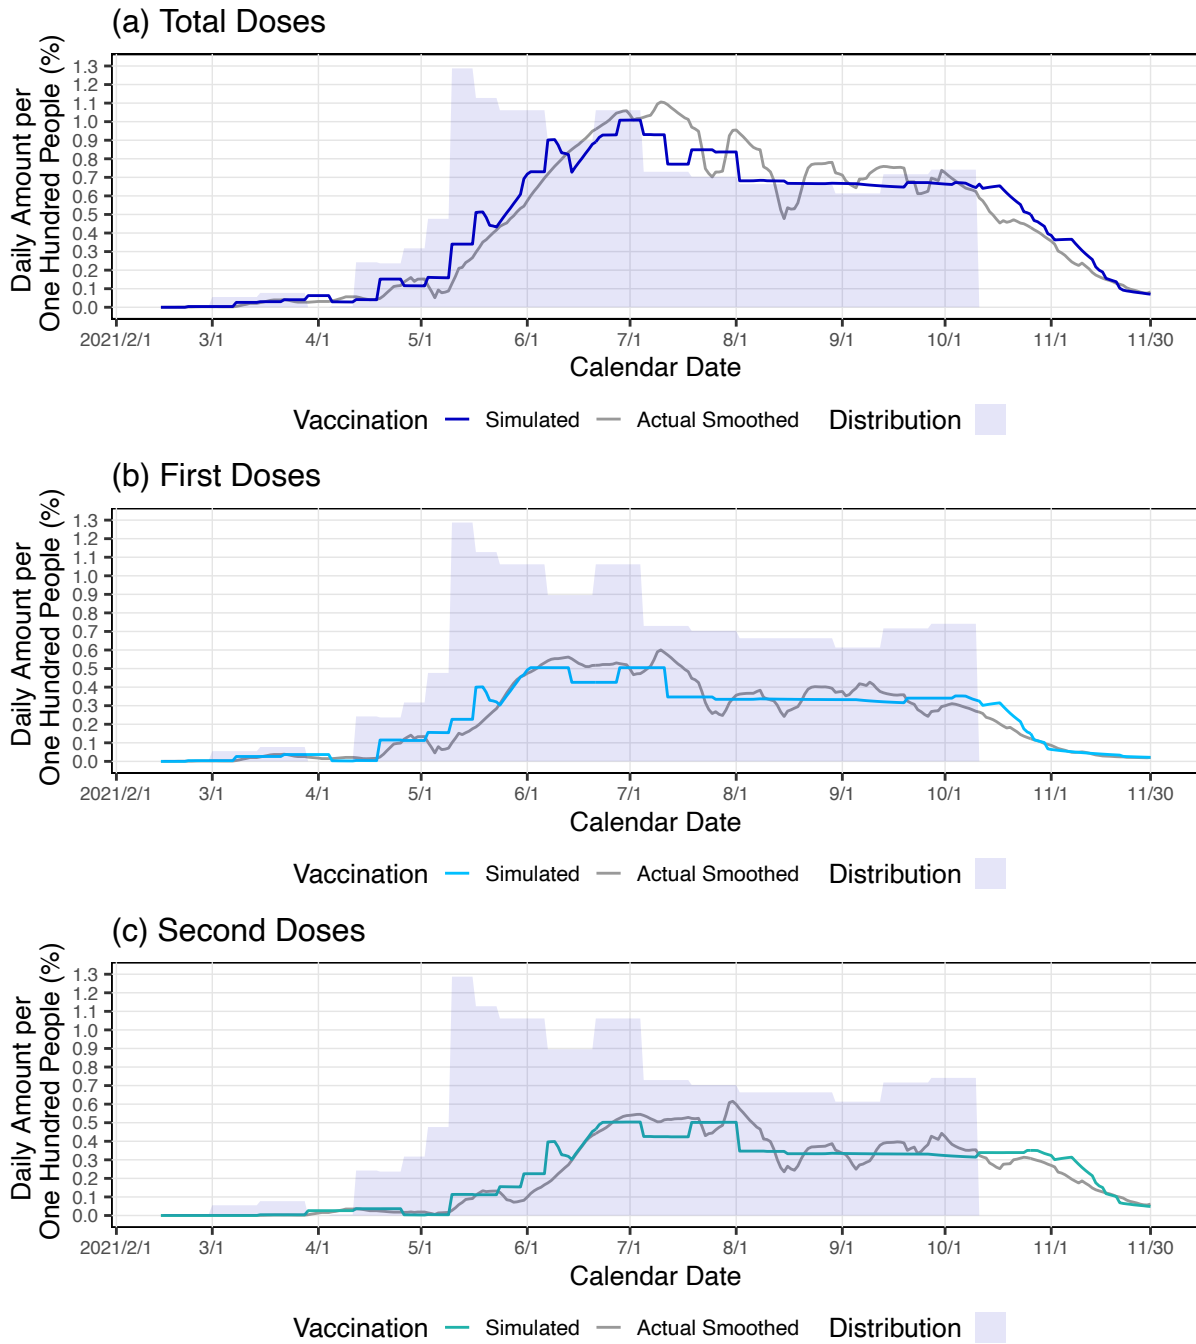 (a) Total Doses
Daily Amount per
One Hundred People (%)
1.3
1.2
1.1
1.0
0.9
0.8
0.7
0.6
0.5
0.4
0.3
0.2
0.1
0.0
2021/2/1 3/1 4/1 5/1 6/1 7/1 8/1 9/1 10/1 11/1 11/30
Calendar Date
Vaccination Simulated Actual Smoothed Distribution
(b) First Doses
Daily Amount per
One Hundred People (%)
1.3
1.2
1.1
1.0
0.9
0.8
0.7
0.6
0.5
0.4
0.3
0.2
0.1
0.0
2021/2/1 3/1 4/1 5/1 6/1 7/1 8/1 9/1 10/1 11/1 11/30
Calendar Date
Vaccination Simulated Actual Smoothed Distribution
(c) Second Doses
Daily Amount per
One Hundred People (%)
1.3
1.2
1.1
1.0
0.9
0.8
0.7
0.6
0.5
0.4
0.3
0.2
0.1
0.0
2021/2/1 3/1 4/1 5/1 6/1 7/1 8/1 9/1 10/1 11/1 11/30
Calendar Date
Vaccination Simulated Actual Smoothed Distribution